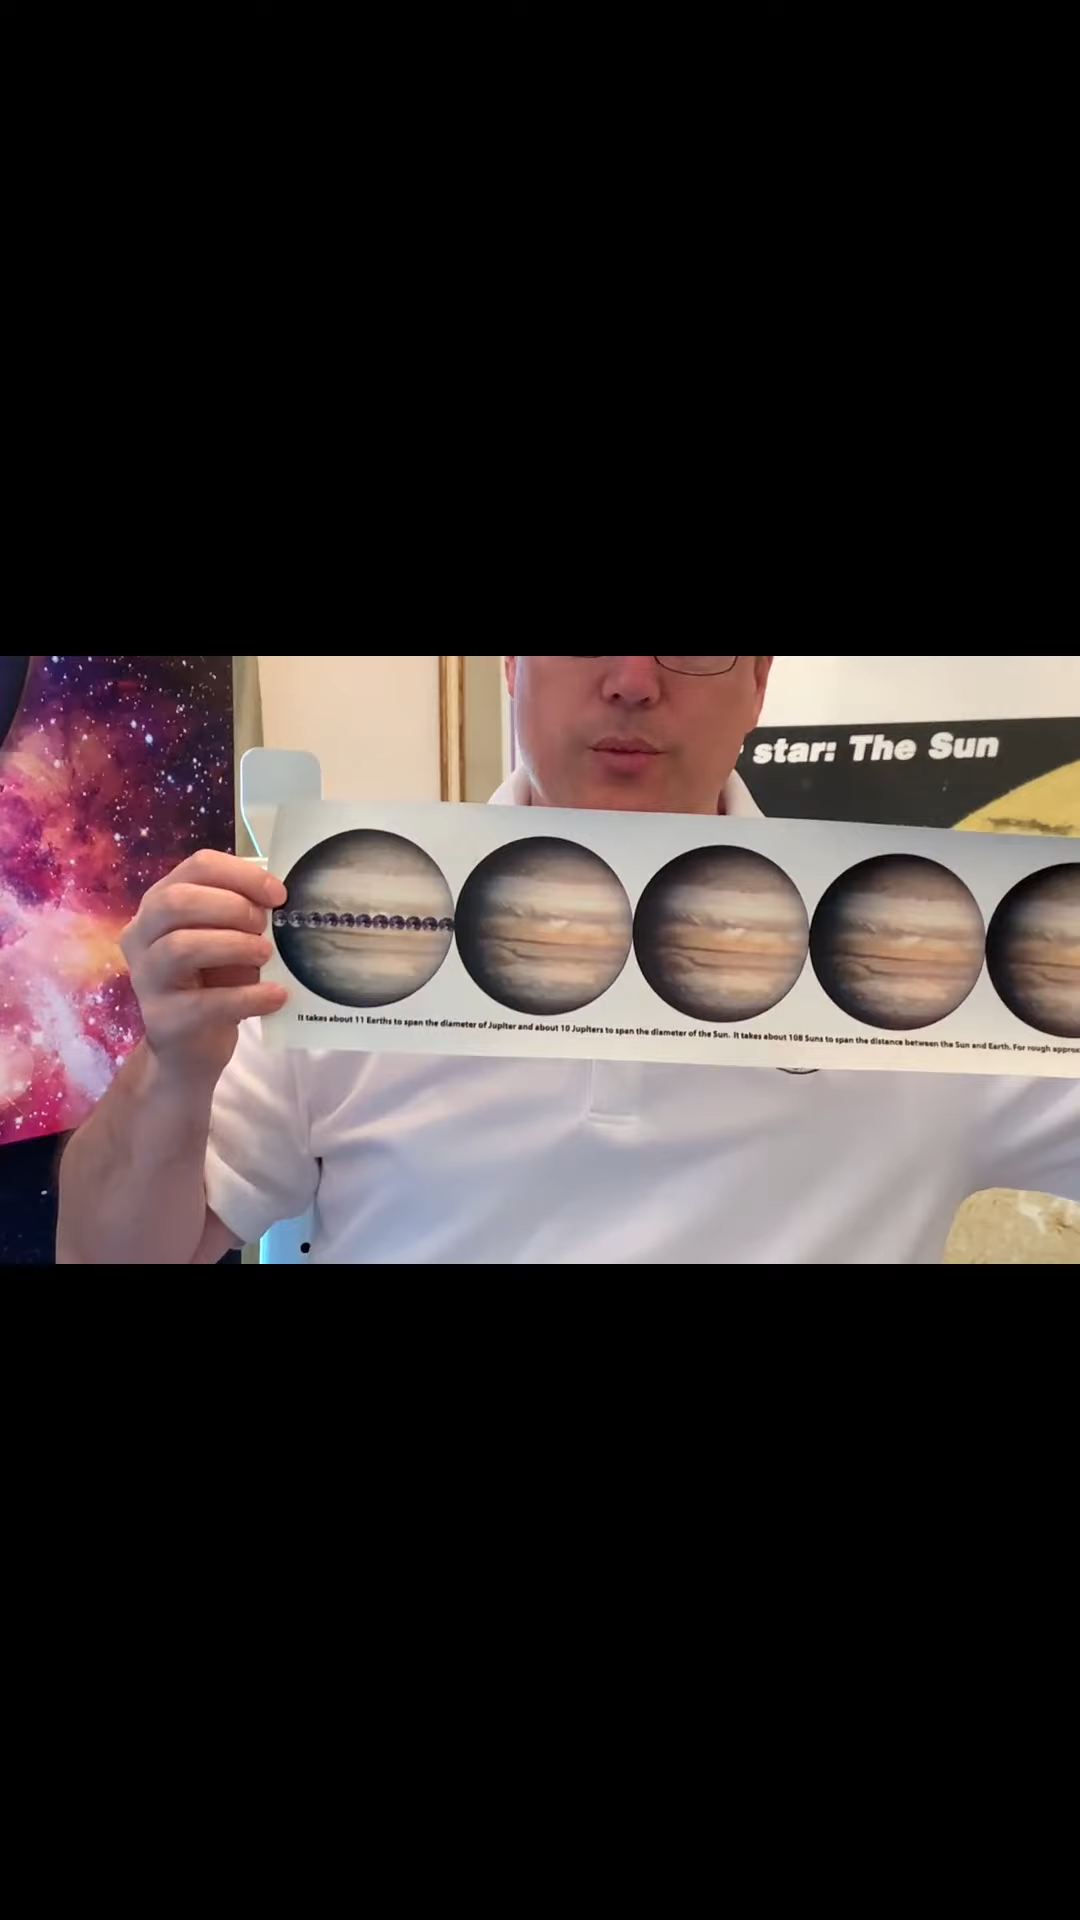 star: The Sun
It takes about 11 Earths to span the diameter of Jupiter and about 10 Jupiters to span the diameter of the Sun. It takes about 108 Suns to span the distance between the Sun and Earth. For rough approx